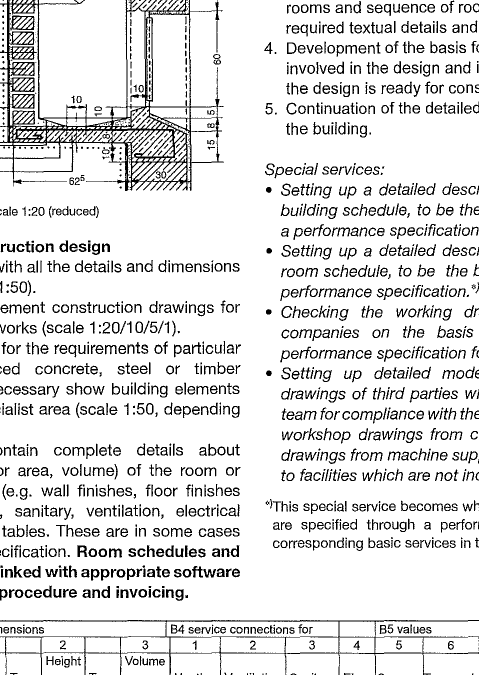 10
10
60
5
8
15
10
8
10
62⁵
30
scale 1:20 (reduced)
ruction design
with all the details and dimensions
1:50).
ement construction drawings for
works (scale 1:20/10/5/1).
for the requirements of particular
ced concrete, steel or timber
ecessary show building elements
ialist area (scale 1:50, depending
ontain complete details about
or area, volume) of the room or
(e.g. wall finishes, floor finishes
, sanitary, ventilation, electrical
tables. These are in some cases
ecification. Room schedules and
linked with appropriate software
procedure and invoicing.
rooms and sequence of roo
required textual details and
4. Development of the basis fo
involved in the design and i
the design is ready for cons
5. Continuation of the detailed
the building.
Special services:
• Setting up a detailed descr
building schedule, to be the
a performance specification
• Setting up a detailed descr
room schedule, to be the b
performance specification.*)
• Checking the working dr
companies on the basis
performance specification fo
• Setting up detailed mode
drawings of third parties wh
team for compliance with the
workshop drawings from c
drawings from machine supp
to facilities which are not inc
*)This special service becomes wh
are specified through a perforn
corresponding basic services in t
ensions B4 service connections for B5 values
2 3 1 2 3 4 5 6
Height Volume